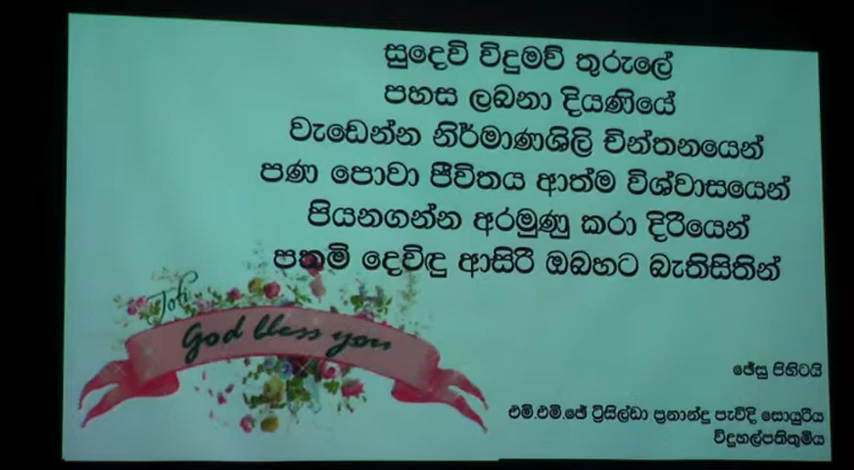 සුදෙව් විදුමව් තුරුලේ
පහස ලබනා දියණියේ
වැඩෙන්න නිර්මාණශිලි චින්තනයෙන්
පණ පොවා ජීවිතය ආත්ම විශ්වාසයෙන්
පියනගන්න අරමුණු කරා දිරියෙන්
පතමි දෙවිඳු ආසිරි ඔබහට බැතිසිතින්
God bless you
ජේසු පිහිටයි
එම්.එම්.ජේ ට්‍රිසිල්ඩා ප්‍රනාන්දු පැව්දි සොයුරිය
විදුහල්පතිතුමිය